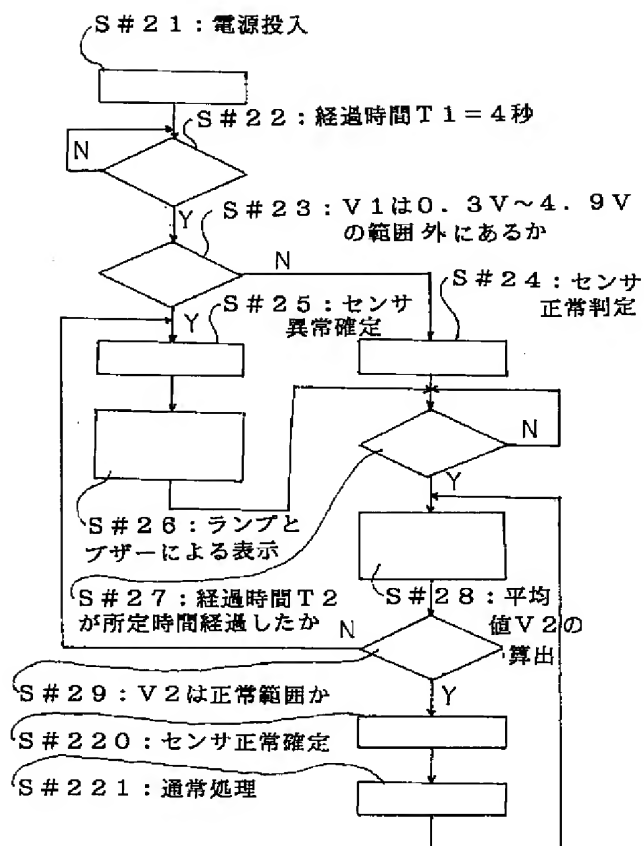 S#21:電源投入
S#22:経過時間T1=4秒
N
Y
S#23:V1は0.3V~4.9V
の範囲外にあるか
N
S#24:センサ
正常判定
Y
S#25:センサ
異常確定
N
Y
S#26:ランプと
ブザーによる表示
S#27:経過時間T2
が所定時間経過したか
S#28:平均
値V2の
算出
N
S#29:V2は正常範囲か
Y
S#220:センサ正常確定
S#221:通常処理